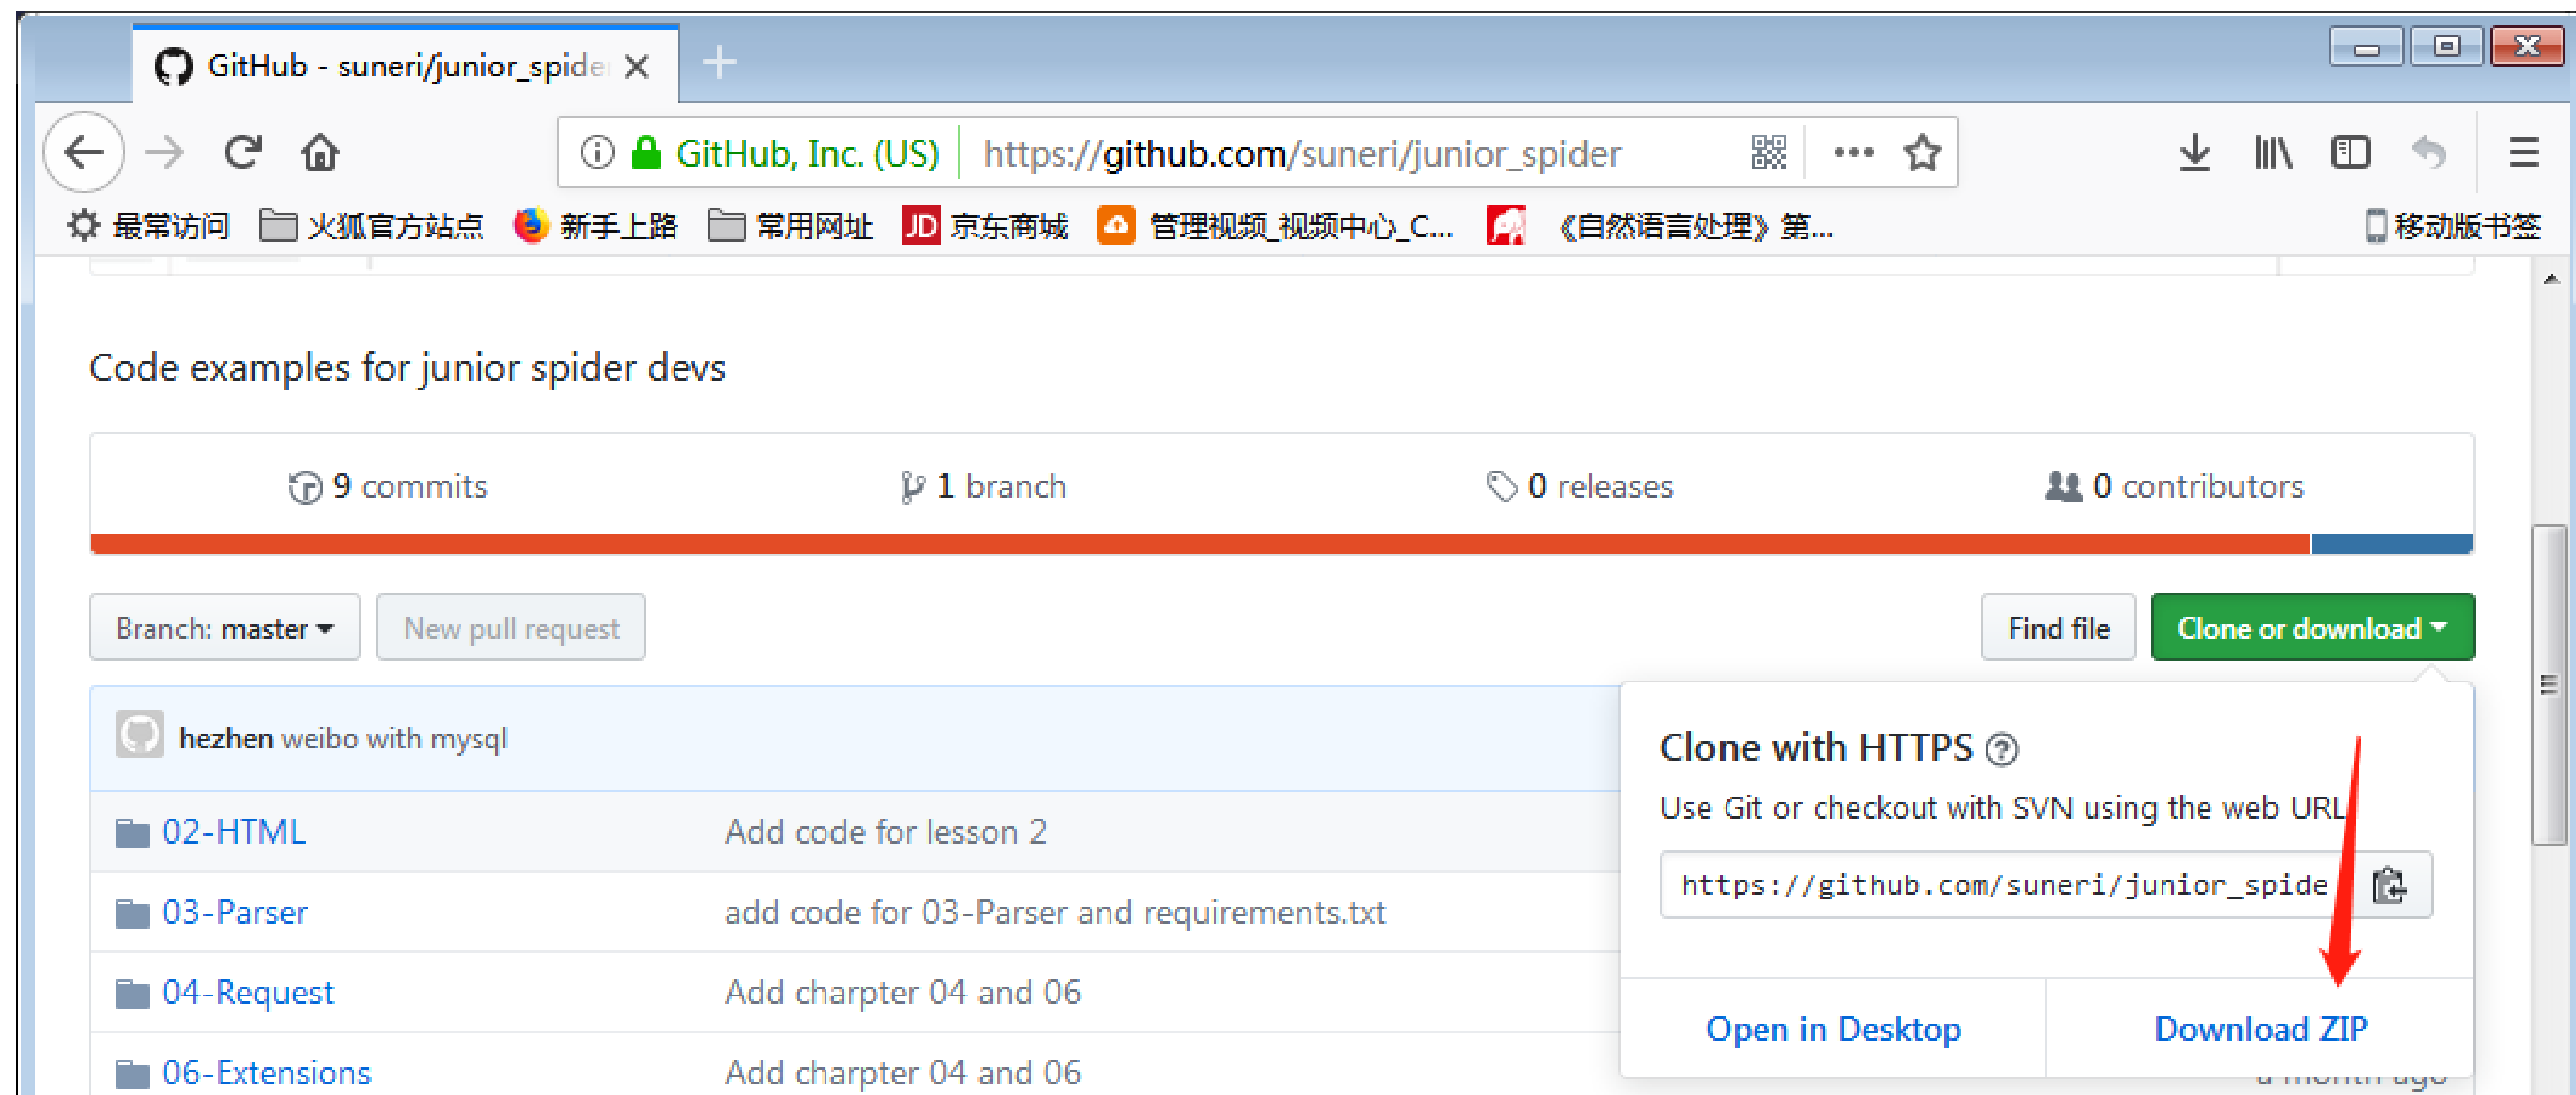 GitHub - suneri/junior_spide
GitHub, Inc. (US) https://github.com/suneri/junior_spider
最常访问 火狐官方站点 新手上路 常用网址 JD 京东商城 管理视频_视频中心_C... 《自然语言处理》第... 移动版书签
Code examples for junior spider devs
9 commits 1 branch 0 releases 0 contributors
Branch: master New pull request Find file Clone or download
hezhen weibo with mysql
Clone with HTTPS
Use Git or checkout with SVN using the web URL
https://github.com/suneri/junior_spide
02-HTML Add code for lesson 2
03-Parser add code for 03-Parser and requirements.txt
04-Request Add charpter 04 and 06
Open in Desktop Download ZIP
06-Extensions Add charpter 04 and 06 a month ago